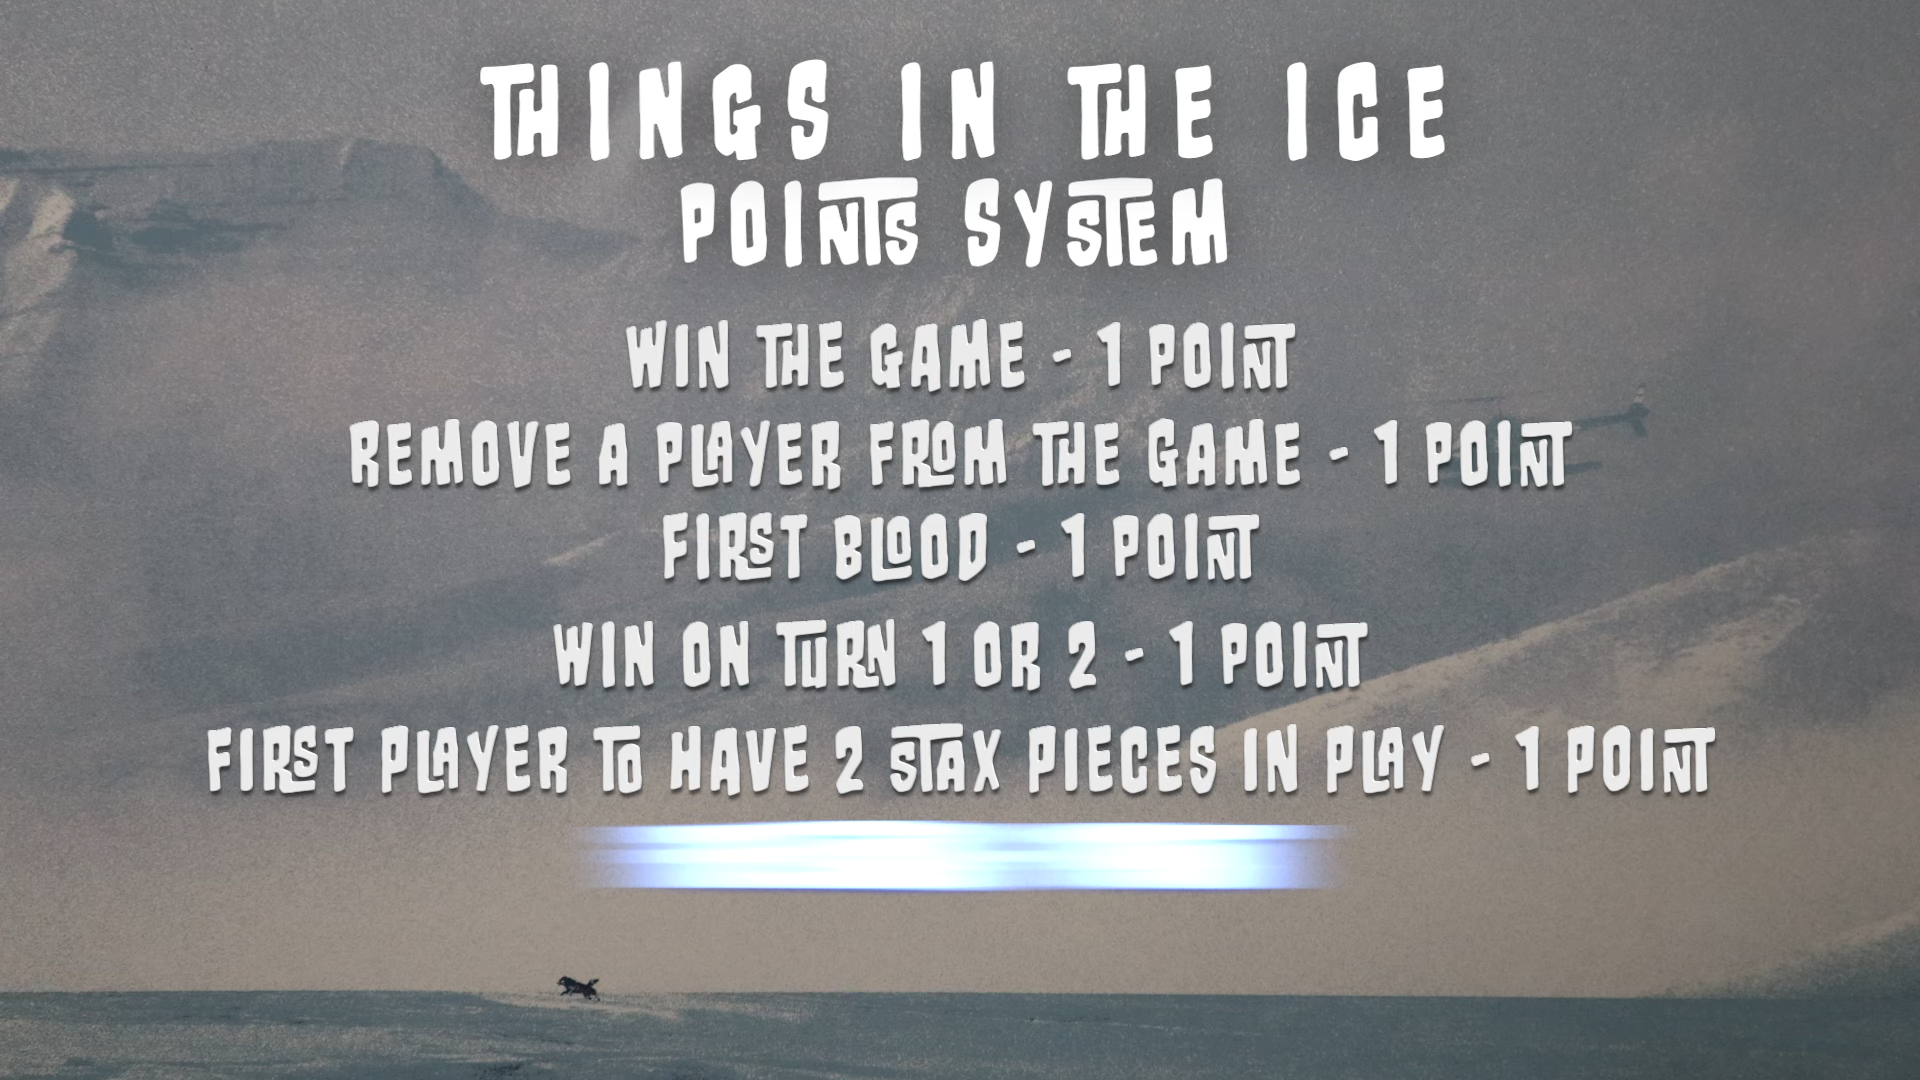 THINGS IN THE ICE
POINTS SYSTEM
WIN THE GAME - 1 POINT
REMOVE A PLAYER FROM THE GAME - 1 POINT
FIRST BLOOD - 1 POINT
WIN ON TURN 1 OR 2 - 1 POINT
FIRST PLAYER TO HAVE 2 STAX PIECES IN PLAY - 1 POINT